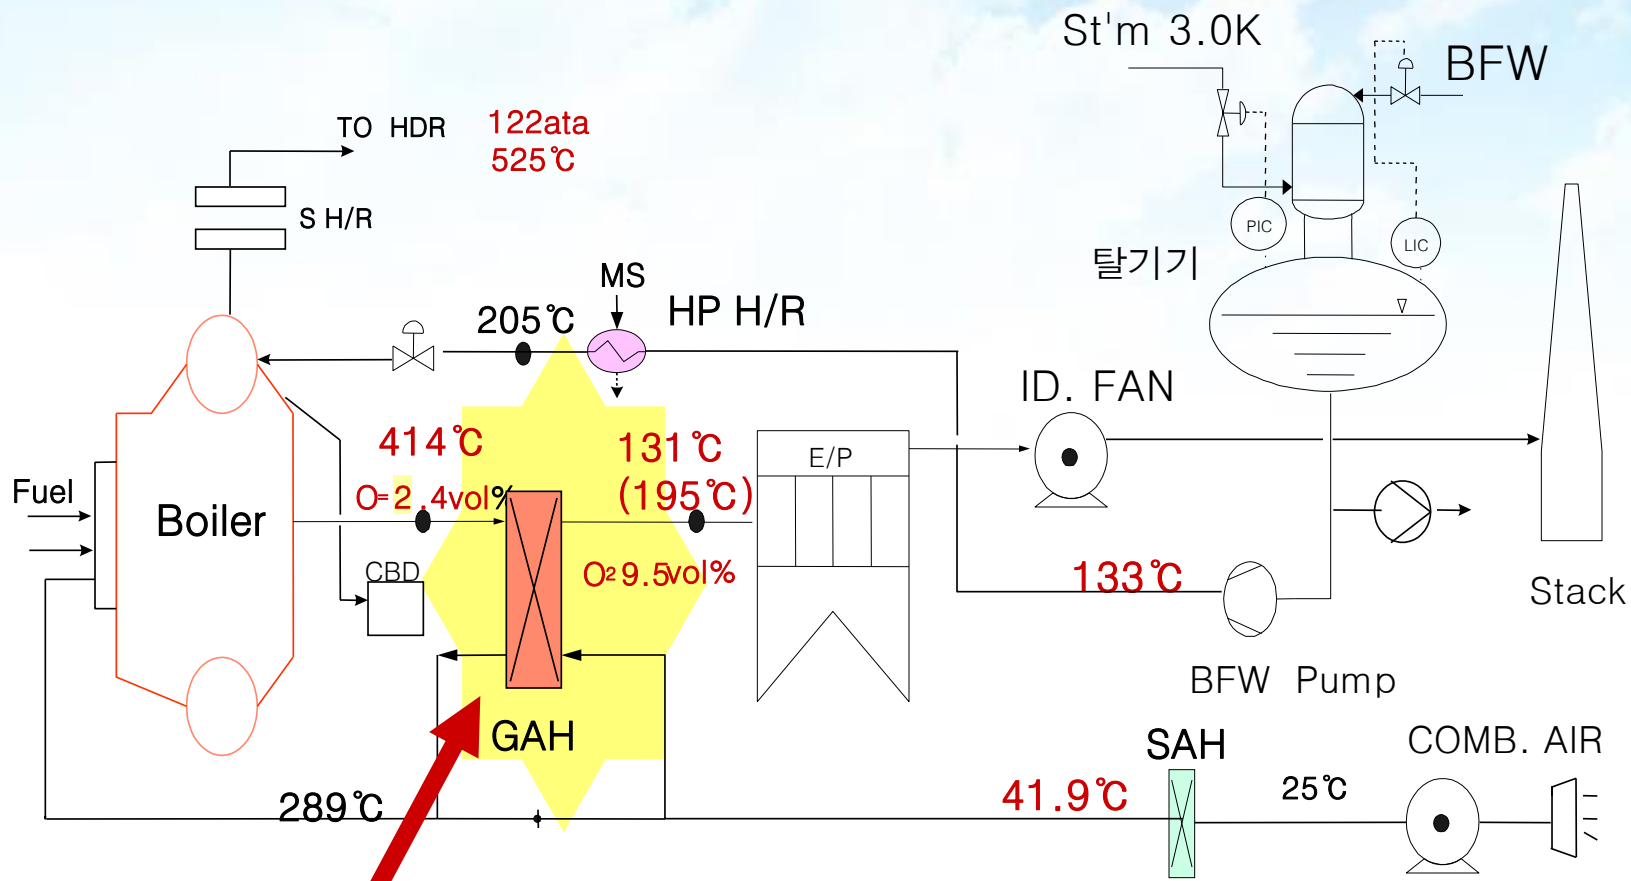 St'm 3.0K
BFW
TO HDR
122ata
525℃
S H/R
PIC
LIC
탈기기
MS
205℃
HP H/R
ID. FAN
414℃
131℃
(195℃)
E/P
O=2.4vol%
Fuel
Boiler
CBD
O2 9.5vol%
133℃
Stack
BFW Pump
GAH
SAH
COMB. AIR
289℃
41.9℃
25℃